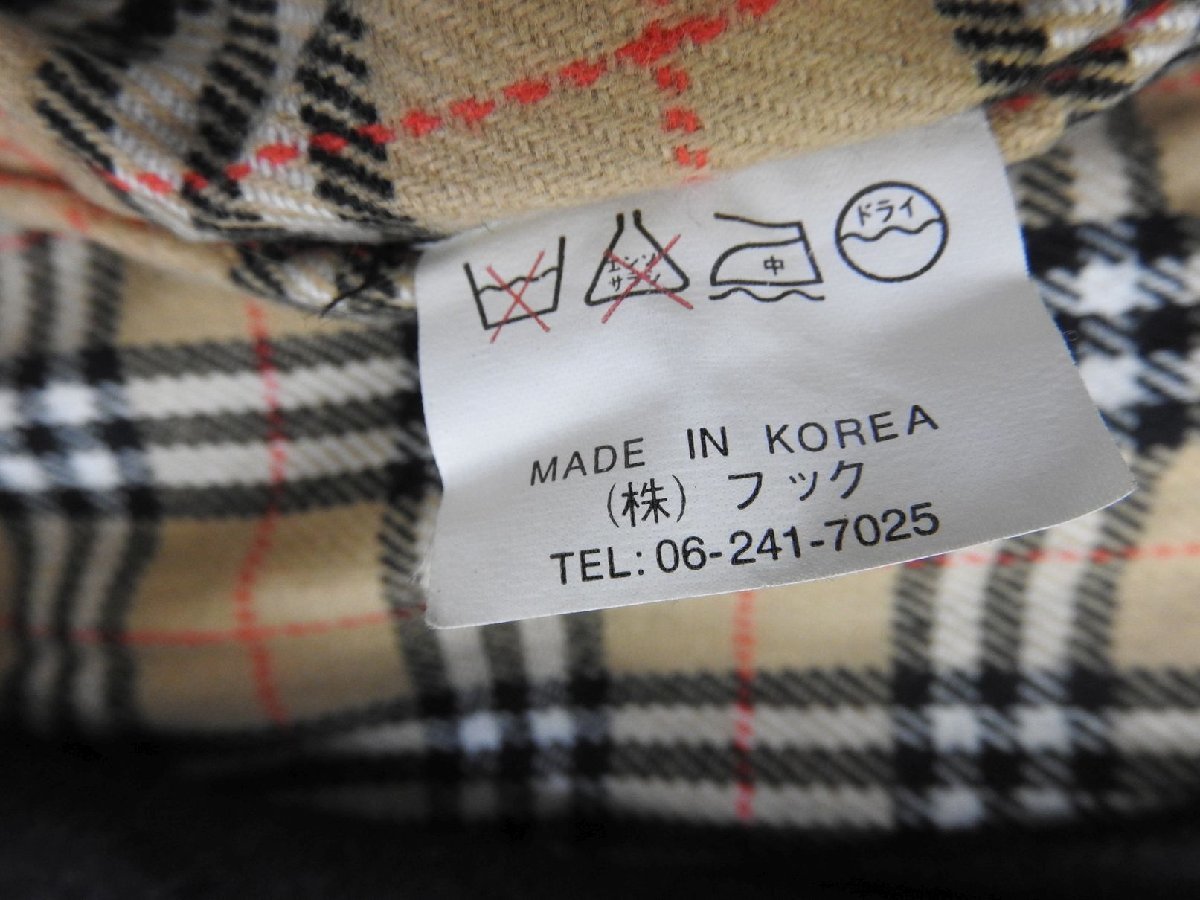 エンソ
サラシ
中
ドライ
MADE IN KOREA
(株) フック
TEL: 06-241-7025